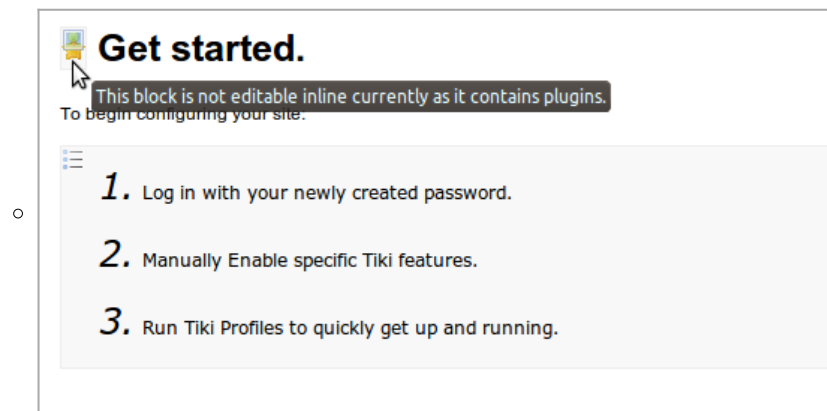 Get started.
This block is not editable inline currently as it contains plugins.
To begin configuring your site:
1. Log in with your newly created password.
2. Manually Enable specific Tiki features.
3. Run Tiki Profiles to quickly get up and running.